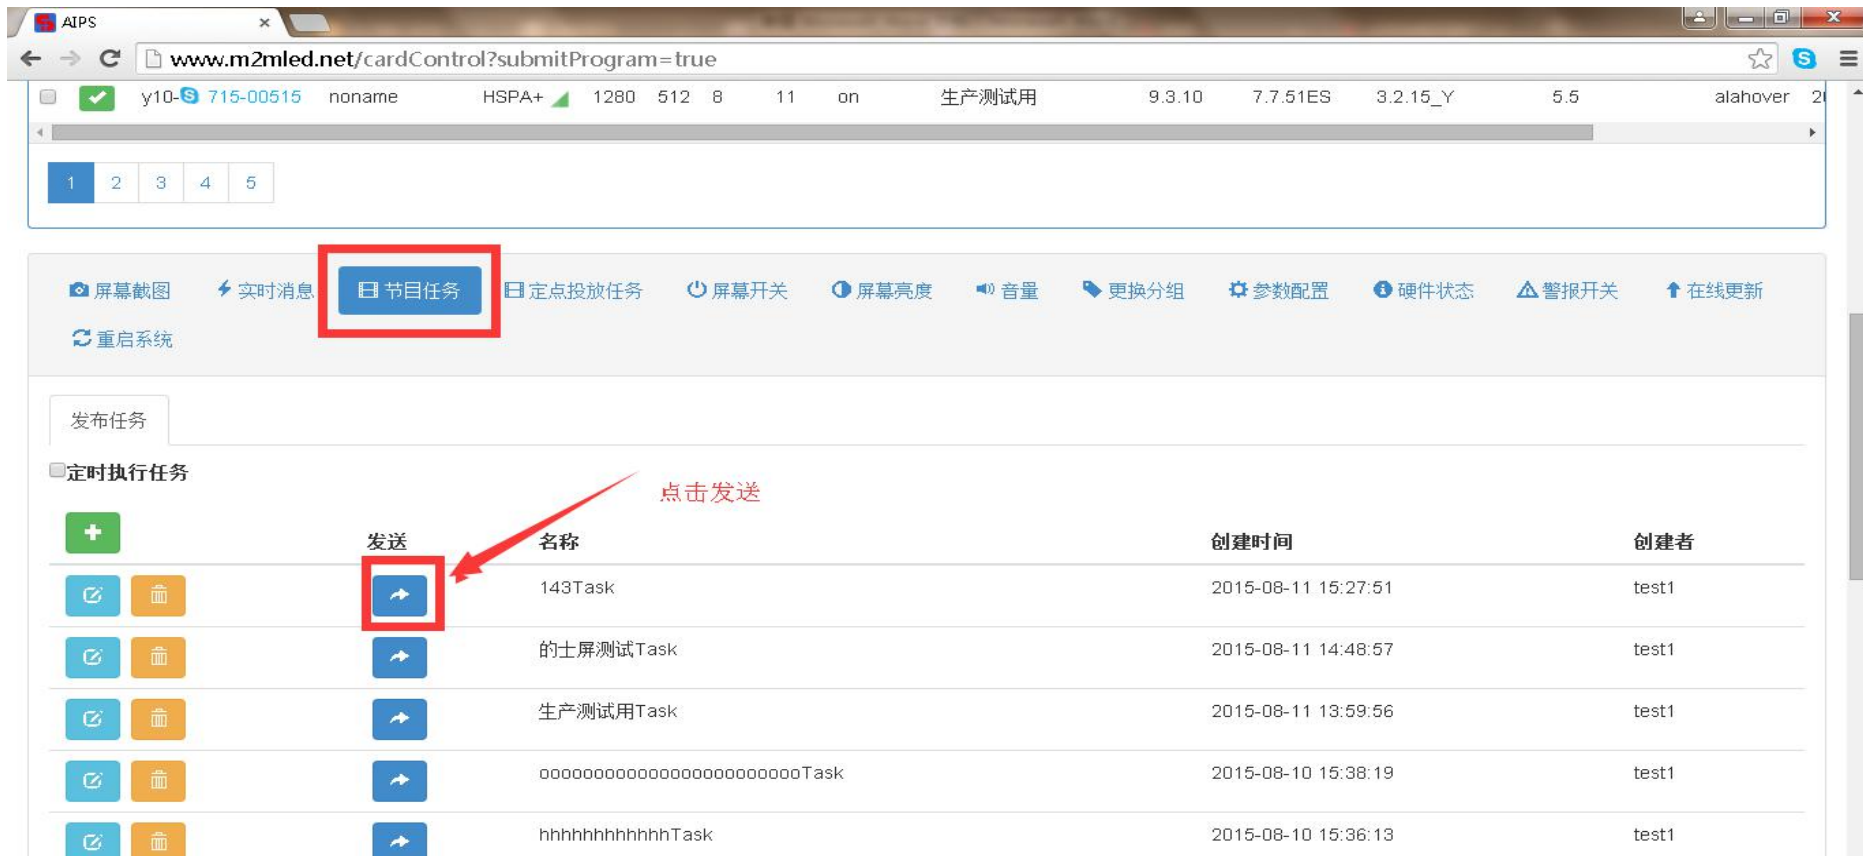 AIPS
www.m2mled.net/cardControl?submitProgram=true
y10- 715-00515 noname HSPA+ 1280 512 8 11 on 生产测试用 9.3.10 7.7.51ES 3.2.15_Y 5.5 alahover
1 2 3 4 5
屏幕截图 实时消息 节目任务 定点投放任务 屏幕开关 屏幕亮度 音量 更换分组 参数配置 硬件状态 警报开关 在线更新
重启系统
发布任务
定时执行任务
点击发送
发送 名称 创建时间 创建者
143Task 2015-08-11 15:27:51 test1
的士屏测试Task 2015-08-11 14:48:57 test1
生产测试用Task 2015-08-11 13:59:56 test1
ooooooooooooooooooooooooTask 2015-08-10 15:38:19 test1
hhhhhhhhhhhhTask 2015-08-10 15:36:13 test1